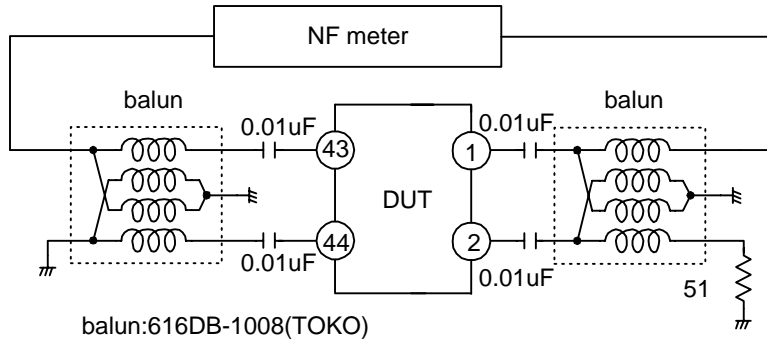 NF meter
balun
balun
0.01uF
0.01uF
43
1
DUT
44
2
0.01uF
0.01uF
51
balun:616DB-1008(TOKO)